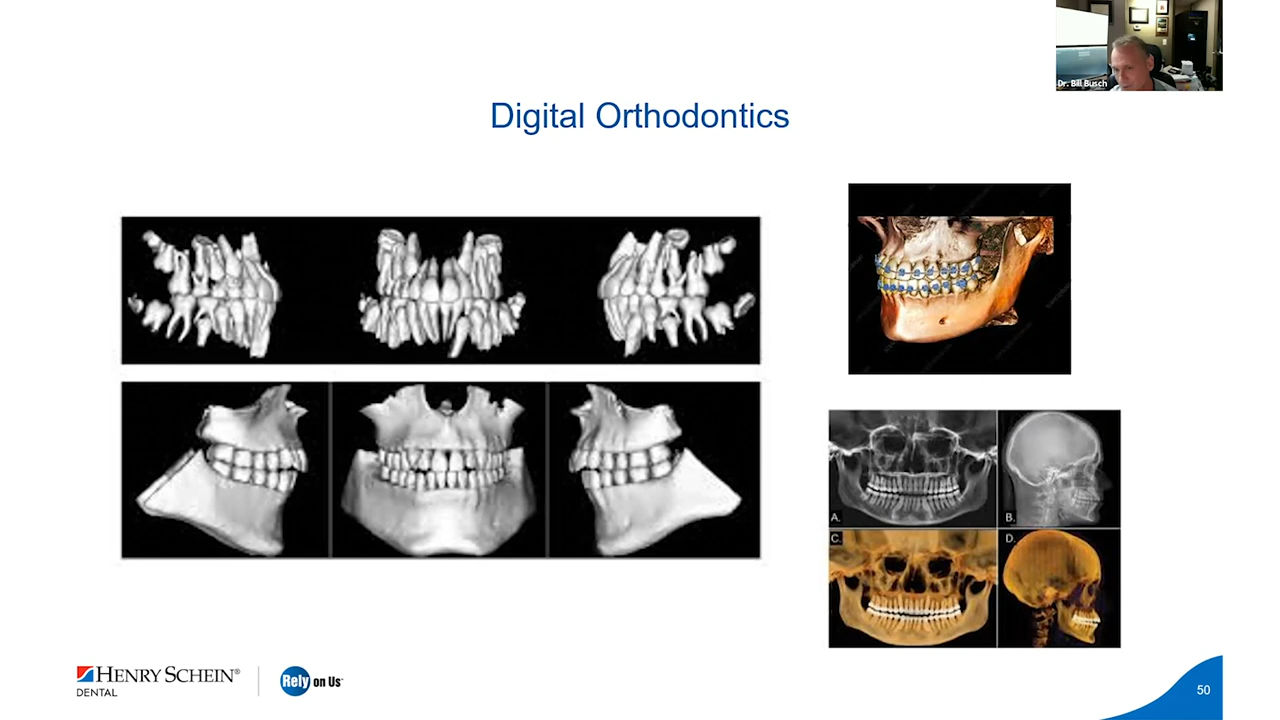 Dr. Bill Busch
Digital Orthodontics
A.
B.
C.
D.
HENRY SCHEIN®
DENTAL
Rely on Us™
50